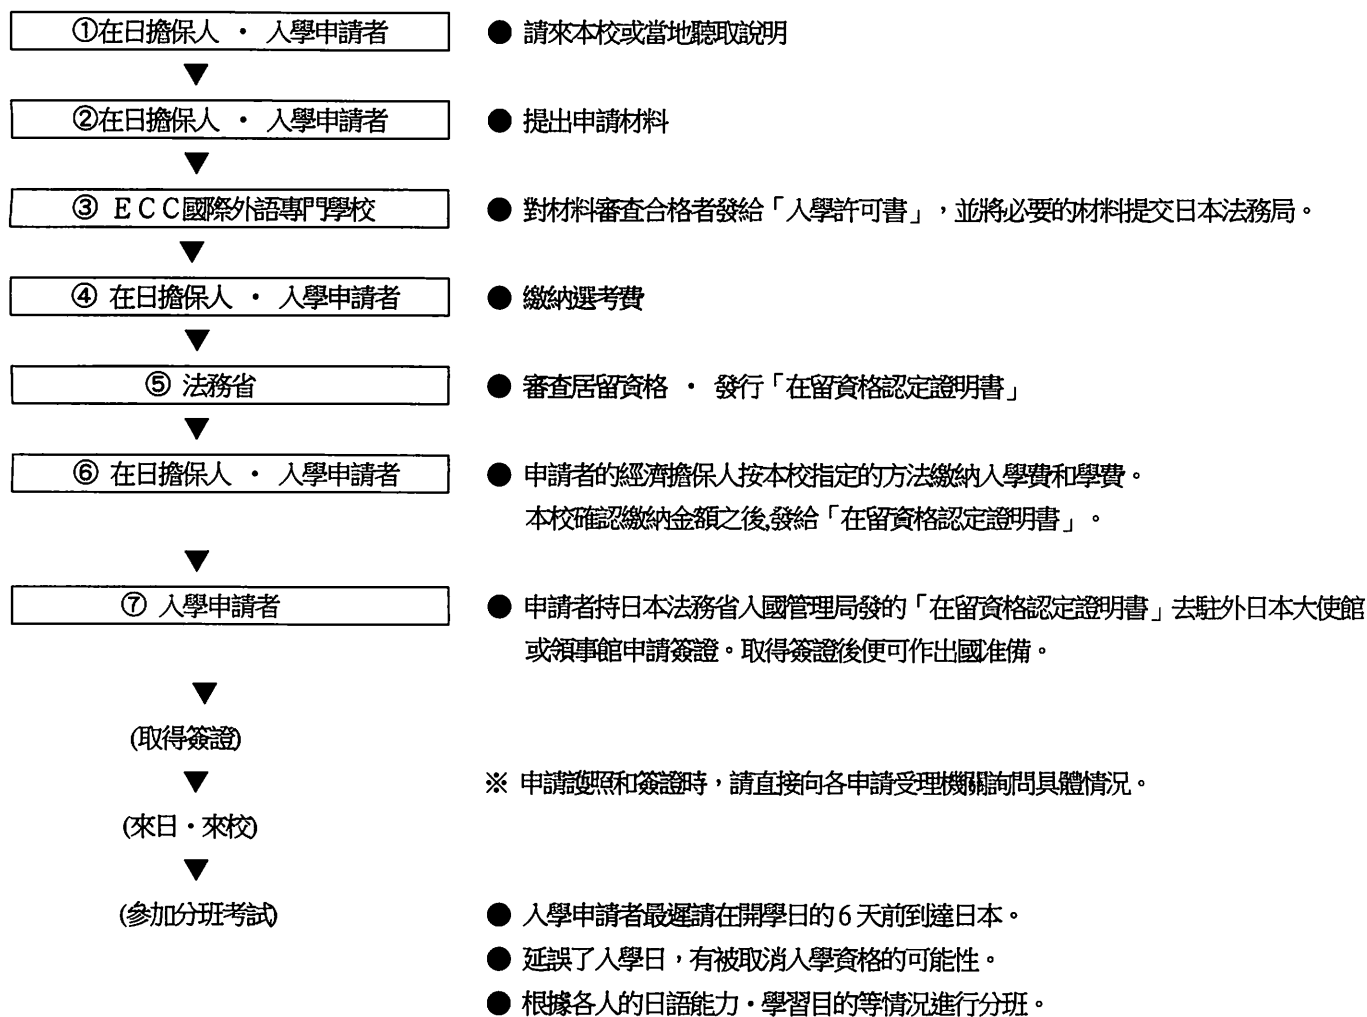 ①在日擔保人 ・ 入學申請者 ● 請來本校或當地聽取說明
▼
②在日擔保人 ・ 入學申請者 ● 提出申請材料
▼
③ ECC國際外語專門學校 ● 對材料審查合格者發給「入學許可書」，並將必要的材料提交日本法務局。
▼
④ 在日擔保人 ・ 入學申請者 ● 繳納選考費
▼
⑤ 法務省 ● 審查居留資格 ・ 發行「在留資格認定證明書」
▼
⑥ 在日擔保人 ・ 入學申請者 ● 申請者的經濟擔保人按本校指定的方法繳納入學費和學費。
本校確認繳納金額之後,發給「在留資格認定證明書」。
▼
⑦ 入學申請者 ● 申請者持日本法務省入國管理局發的「在留資格認定證明書」去駐外日本大使館
或領事館申請簽證。取得簽證後便可作出國准備。
▼
(取得簽證)
▼ ※ 申請護照和簽證時，請直接向各申請受理機關詢問具體情況。
(來日・來校)
▼
(參加分班考試) ● 入學申請者最遲請在開學日的6天前到達日本。
● 延誤了入學日，有被取消入學資格的可能性。
● 根據各人的日語能力・學習目的等情況進行分班。